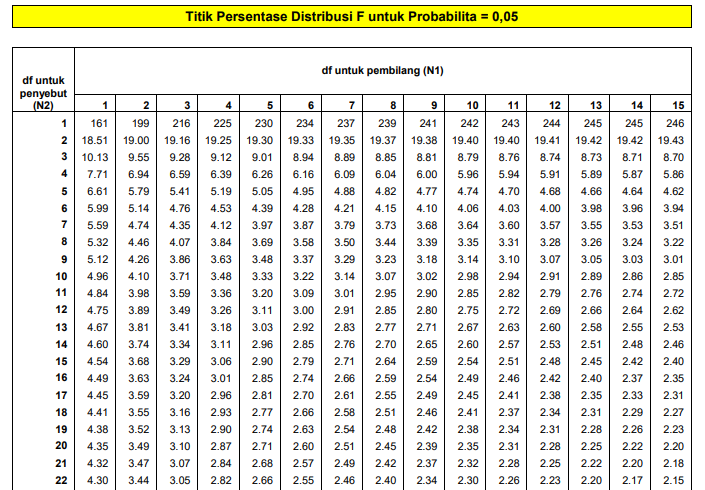 Titik Persentase Distribusi F untuk Probabilita = 0,05
df untuk penyebut (N2)
df untuk pembilang (N1)
1 2 3 4 5 6 7 8 9 10 11 12 13 14 15
1 161 199 216 225 230 234 237 239 241 242 243 244 245 245 246
2 18.51 19.00 19.16 19.25 19.30 19.33 19.35 19.37 19.38 19.40 19.40 19.41 19.42 19.42 19.43
3 10.13 9.55 9.28 9.12 9.01 8.94 8.89 8.85 8.81 8.79 8.76 8.74 8.73 8.71 8.70
4 7.71 6.94 6.59 6.39 6.26 6.16 6.09 6.04 6.00 5.96 5.94 5.91 5.89 5.87 5.86
5 6.61 5.79 5.41 5.19 5.05 4.95 4.88 4.82 4.77 4.74 4.70 4.68 4.66 4.64 4.62
6 5.99 5.14 4.76 4.53 4.39 4.28 4.21 4.15 4.10 4.06 4.03 4.00 3.98 3.96 3.94
7 5.59 4.74 4.35 4.12 3.97 3.87 3.79 3.73 3.68 3.64 3.60 3.57 3.55 3.53 3.51
8 5.32 4.46 4.07 3.84 3.69 3.58 3.50 3.44 3.39 3.35 3.31 3.28 3.26 3.24 3.22
9 5.12 4.26 3.86 3.63 3.48 3.37 3.29 3.23 3.18 3.14 3.10 3.07 3.05 3.03 3.01
10 4.96 4.10 3.71 3.48 3.33 3.22 3.14 3.07 3.02 2.98 2.94 2.91 2.89 2.86 2.85
11 4.84 3.98 3.59 3.36 3.20 3.09 3.01 2.95 2.90 2.85 2.82 2.79 2.76 2.74 2.72
12 4.75 3.89 3.49 3.26 3.11 3.00 2.91 2.85 2.80 2.75 2.72 2.69 2.66 2.64 2.62
13 4.67 3.81 3.41 3.18 3.03 2.92 2.83 2.77 2.71 2.67 2.63 2.60 2.58 2.55 2.53
14 4.60 3.74 3.34 3.11 2.96 2.85 2.76 2.70 2.65 2.60 2.57 2.53 2.51 2.48 2.46
15 4.54 3.68 3.29 3.06 2.90 2.79 2.71 2.64 2.59 2.54 2.51 2.48 2.45 2.42 2.40
16 4.49 3.63 3.24 3.01 2.85 2.74 2.66 2.59 2.54 2.49 2.46 2.42 2.40 2.37 2.35
17 4.45 3.59 3.20 2.96 2.81 2.70 2.61 2.55 2.49 2.45 2.41 2.38 2.35 2.33 2.31
18 4.41 3.55 3.16 2.93 2.77 2.66 2.58 2.51 2.46 2.41 2.37 2.34 2.31 2.29 2.27
19 4.38 3.52 3.13 2.90 2.74 2.63 2.54 2.48 2.42 2.38 2.34 2.31 2.28 2.26 2.23
20 4.35 3.49 3.10 2.87 2.71 2.60 2.51 2.45 2.39 2.35 2.31 2.28 2.25 2.22 2.20
21 4.32 3.47 3.07 2.84 2.68 2.57 2.49 2.42 2.37 2.32 2.28 2.25 2.22 2.20 2.18
22 4.30 3.44 3.05 2.82 2.66 2.55 2.46 2.40 2.34 2.30 2.26 2.23 2.20 2.17 2.15